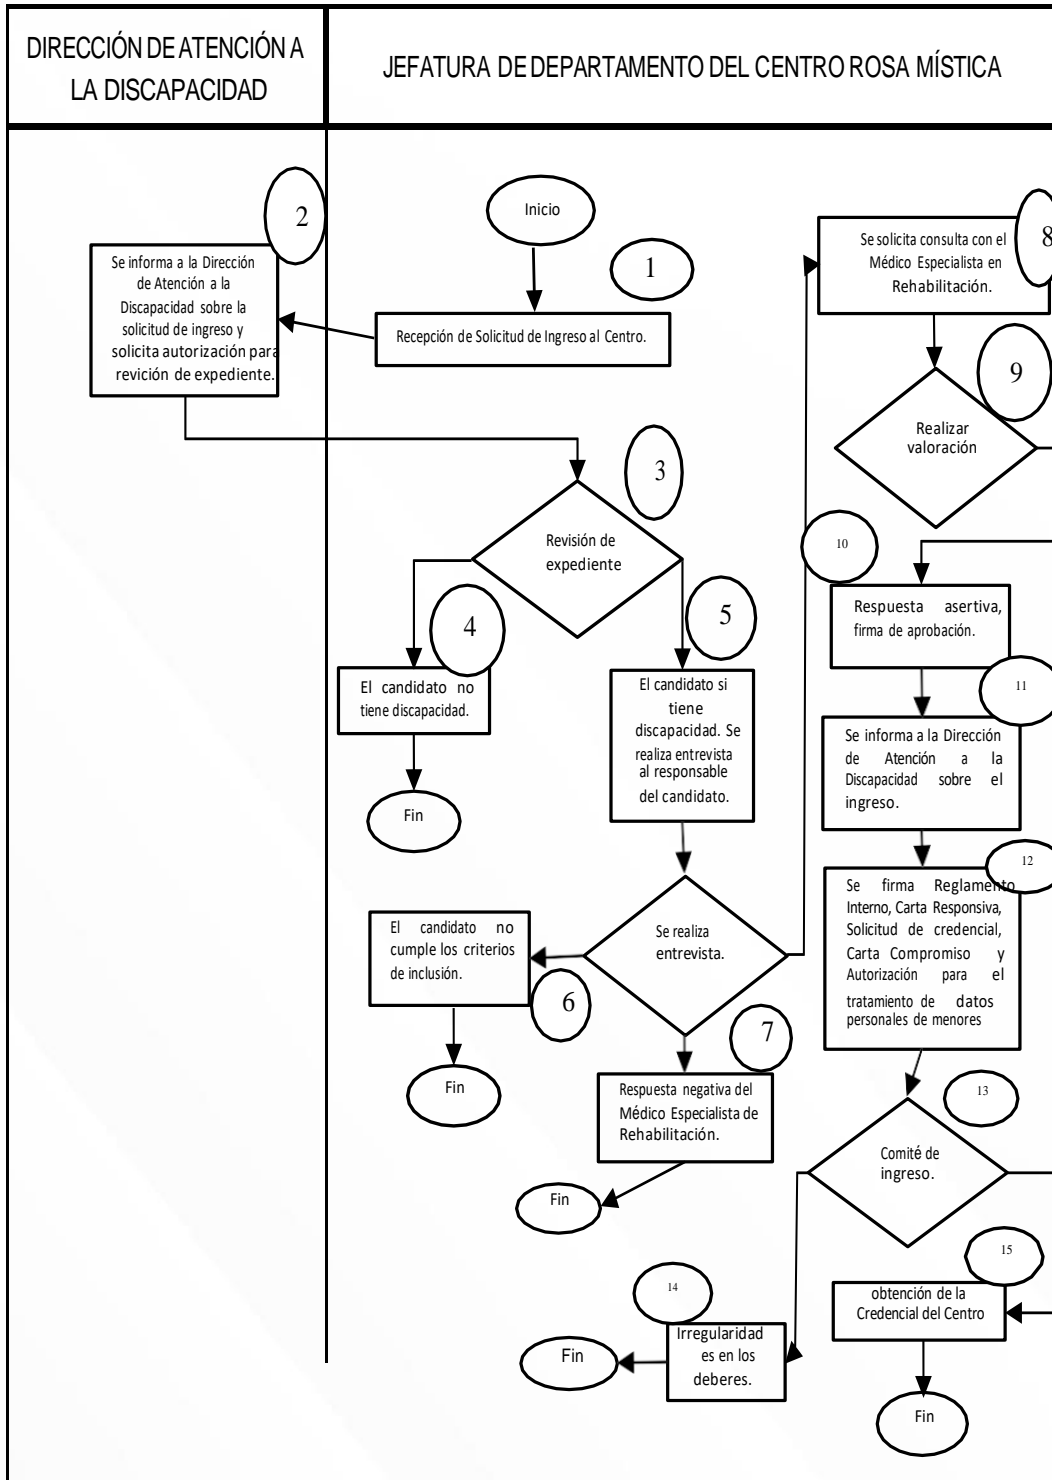 DIRECCIÓN DE ATENCIÓN A
LA DISCAPACIDAD
JEFATURA DE DEPARTAMENTO DEL CENTRO ROSA MÍSTICA
Inicio
1
Recepción de Solicitud de Ingreso al Centro.
2
Se informa a la Dirección
de Atención a la
Discapacidad sobre la
solicitud de ingreso y
solicita autorización para
revición de expediente.
3
Revisión de
expediente
4
El candidato no
tiene discapacidad.
Fin
5
El candidato si
tiene
discapacidad. Se
realiza entrevista
al responsable
del candidato.
Se realiza
entrevista.
El candidato no
cumple los criterios
de inclusión.
6
Fin
7
Respuesta negativa del
Médico Especialista de
Rehabilitación.
Fin
8
Se solicita consulta con el
Médico Especialista en
Rehabilitación.
9
Realizar
valoración
10
Respuesta asertiva,
firma de aprobación.
11
Se informa a la Dirección
de Atención a la
Discapacidad sobre el
ingreso.
12
Se firma Reglamento
Interno, Carta Responsiva,
Solicitud de credencial,
Carta Compromiso y
Autorización para el
tratamiento de datos
personales de menores
13
Comité de
ingreso.
14
Irregularidad
es en los
deberes.
Fin
15
obtención de la
Credencial del Centro
Fin